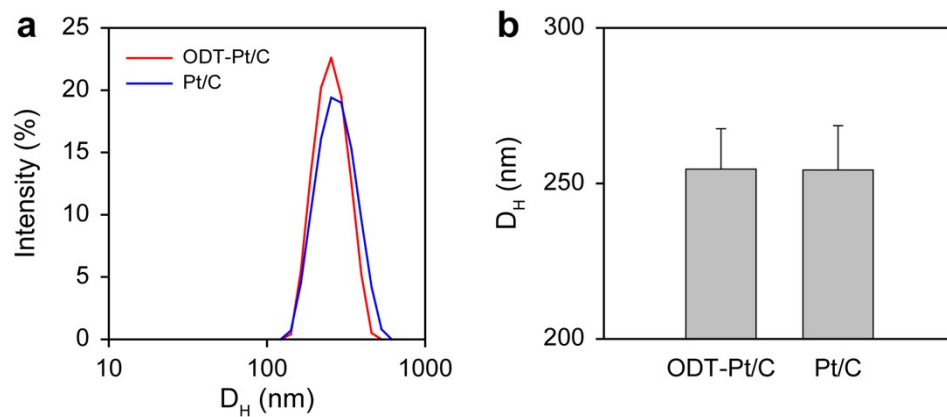 a
25
20
15
10
5
0
Intensity (%)
ODT-Pt/C
Pt/C
10
100
1000
D_H (nm)
b
300
250
200
D_H (nm)
ODT-Pt/C
Pt/C